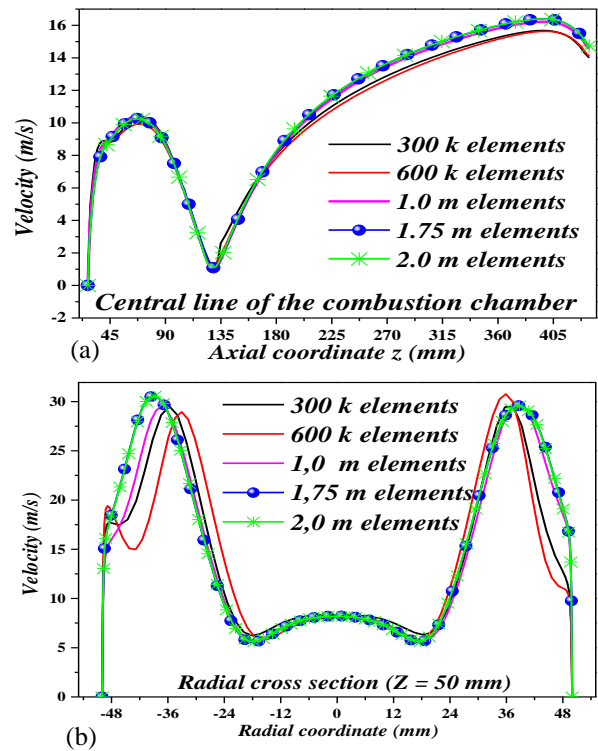 16
14
12
10
8
6
4
2
0
-2
Velocity (m/s)
300 k elements
600 k elements
1.0 m elements
1.75 m elements
2.0 m elements
Central line of the combustion chamber
45 90 135 180 225 270 315 360 405
(a)
Axial coordinate z (mm)
30
25
20
15
10
5
0
Velocity (m/s)
300 k elements
600 k elements
1,0 m elements
1,75 m elements
2,0 m elements
Radial cross section (Z = 50 mm)
-48 -36 -24 -12 0 12 24 36 48
(b)
Radial coordinate (mm)